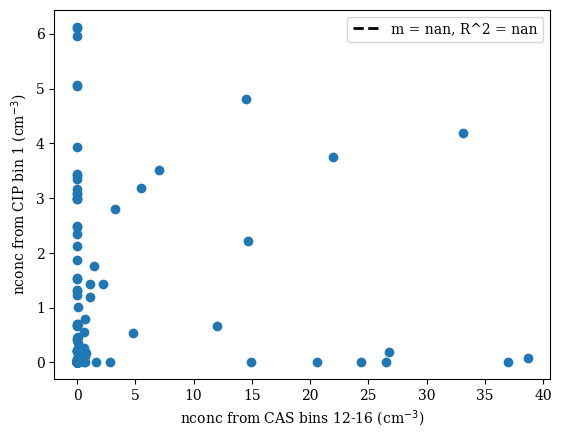 m = nan, R^2 = nan
nconc from CIP bin 1 (cm⁻³)
6
5
4
3
2
1
0
0 5 10 15 20 25 30 35 40
nconc from CAS bins 12-16 (cm⁻³)